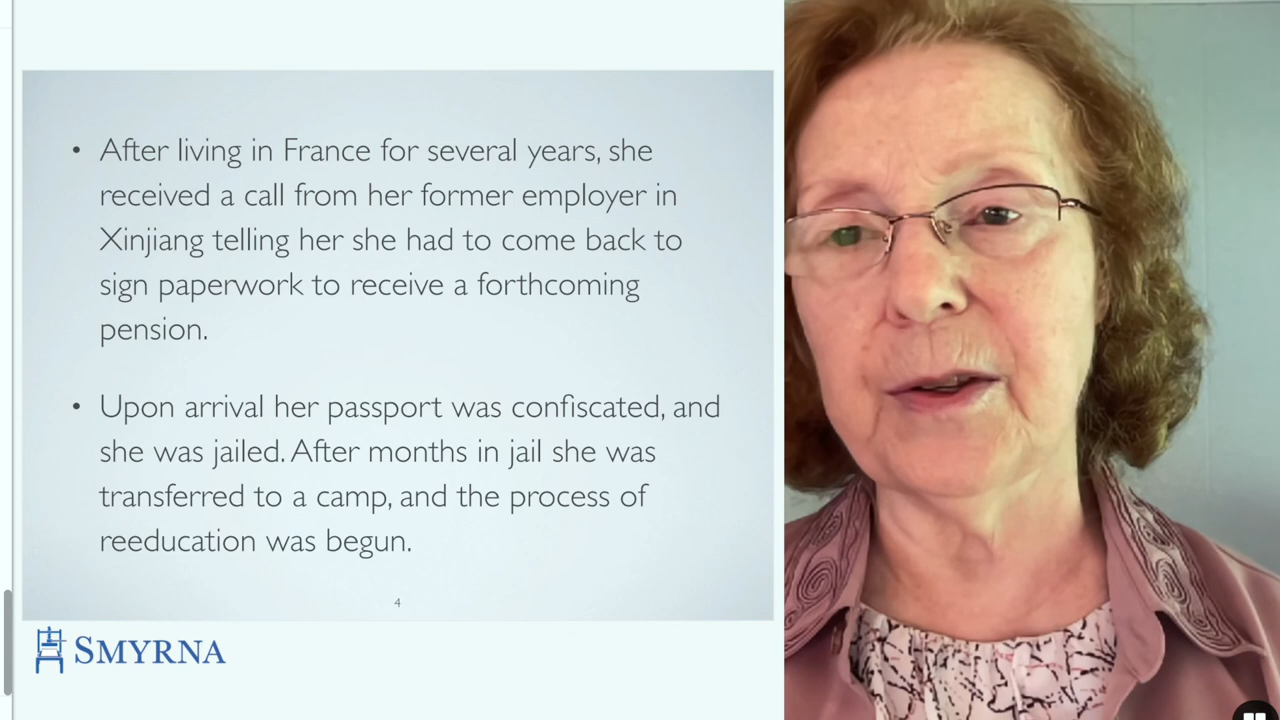 • After living in France for several years, she
received a call from her former employer in
Xinjiang telling her she had to come back to
sign paperwork to receive a forthcoming
pension.
• Upon arrival her passport was confiscated, and
she was jailed. After months in jail she was
transferred to a camp, and the process of
reeducation was begun.
4
SMYRNA